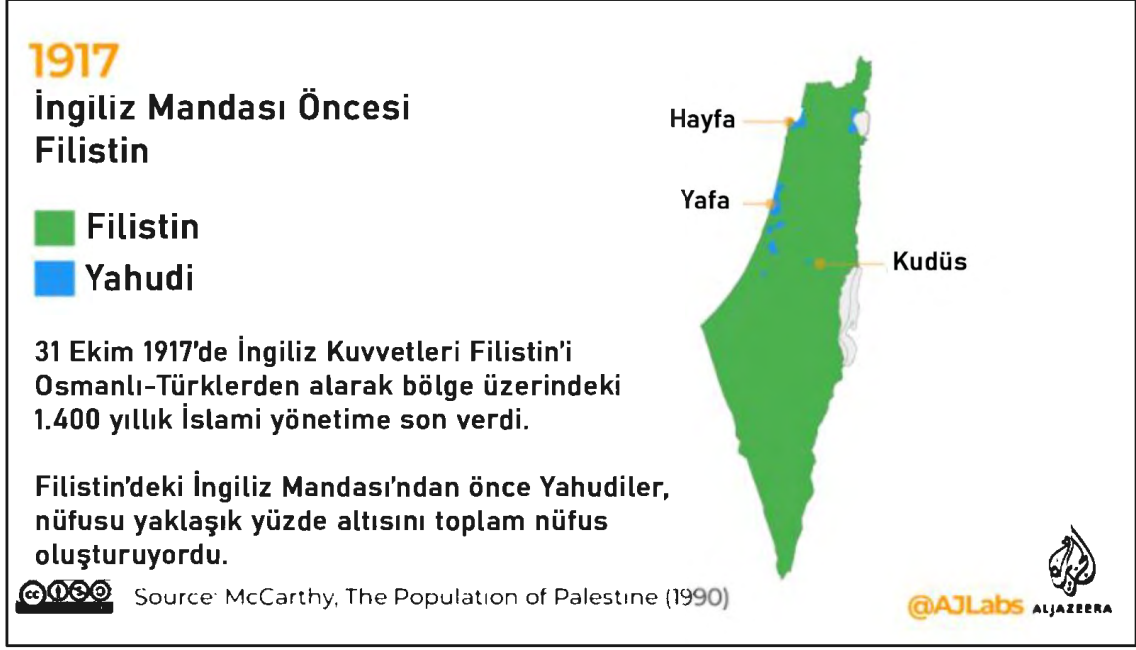 1917
İngiliz Mandası Öncesi
Filistin
Filistin
Yahudi
31 Ekim 1917'de İngiliz Kuvvetleri Filistin'i
Osmanlı-Türklerden alarak bölge üzerindeki
1.400 yıllık İslami yönetime son verdi.
Filistin'deki İngiliz Mandası'ndan önce Yahudiler,
nüfusu yaklaşık yüzde altısını toplam nüfus
oluşturuyordu.
cc
Source: McCarthy, The Population of Palestine (1990)
Hayfa
Yafa
Kudüs
@AJLabs
ALJAZEERA